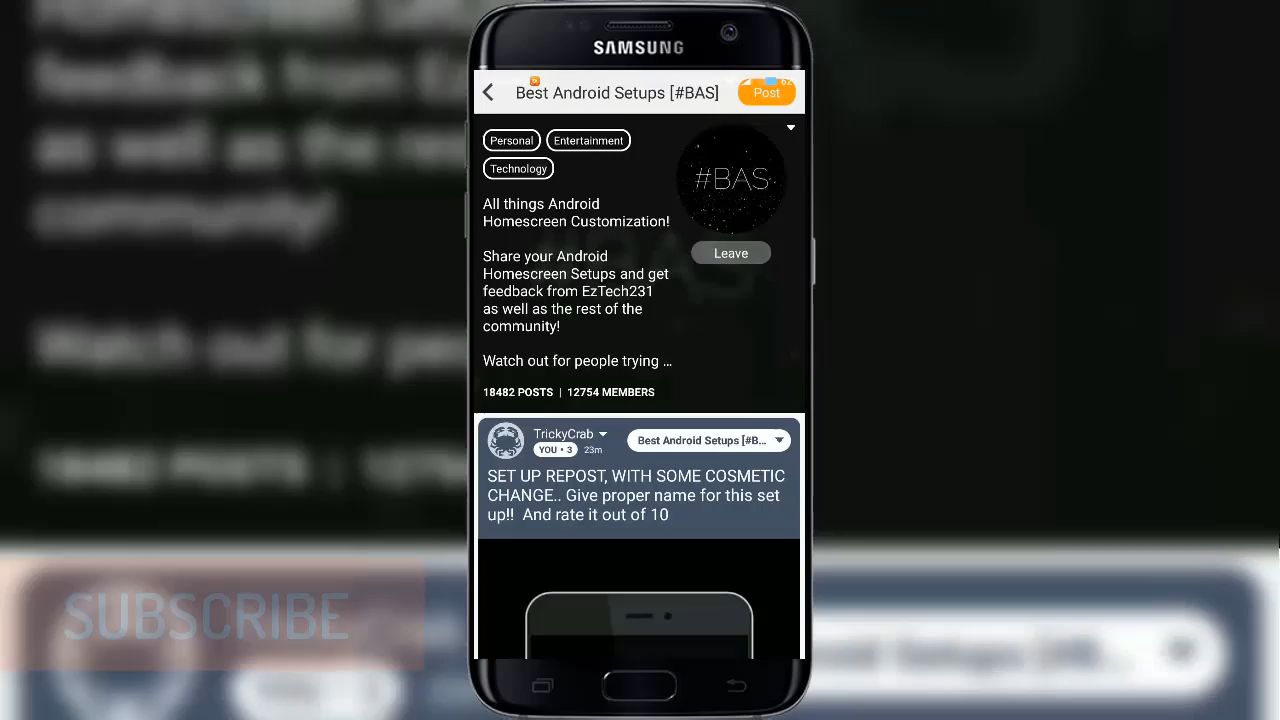 SAMSUNG
Best Android Setups [#BAS]
Post
Personal
Entertainment
Technology
#BAS
All things Android
Homescreen Customization!
Leave
Share your Android
Homescreen Setups and get
feedback from EzTech231
as well as the rest of the
community!
Watch out for people trying ...
18482 POSTS | 12754 MEMBERS
TrickyCrab
YOU • 3 23m
Best Android Setups [#B...
SET UP REPOST, WITH SOME COSMETIC
CHANGE.. Give proper name for this set
up!! And rate it out of 10
SUBSCRIBE